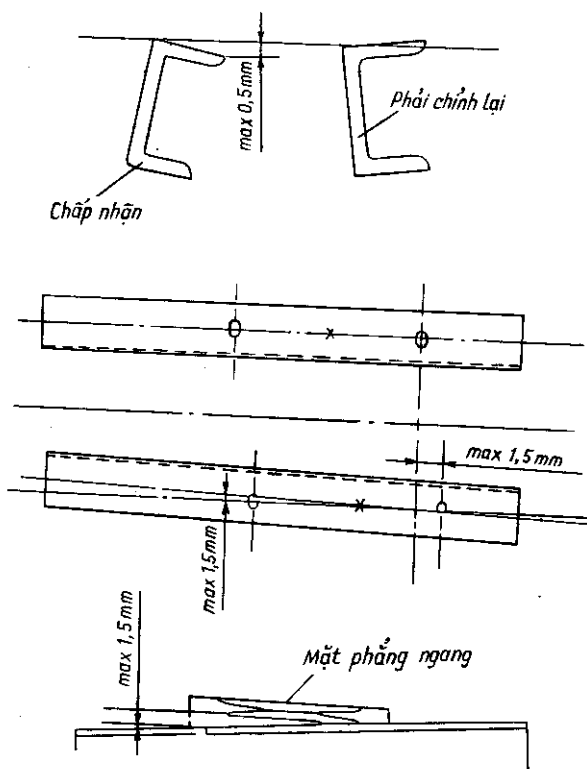 max 0,5mm
Phải chỉnh lại
Chấp nhận
max 1,5mm
max 1,5mm
max 1,5mm
Mặt phẳng ngang